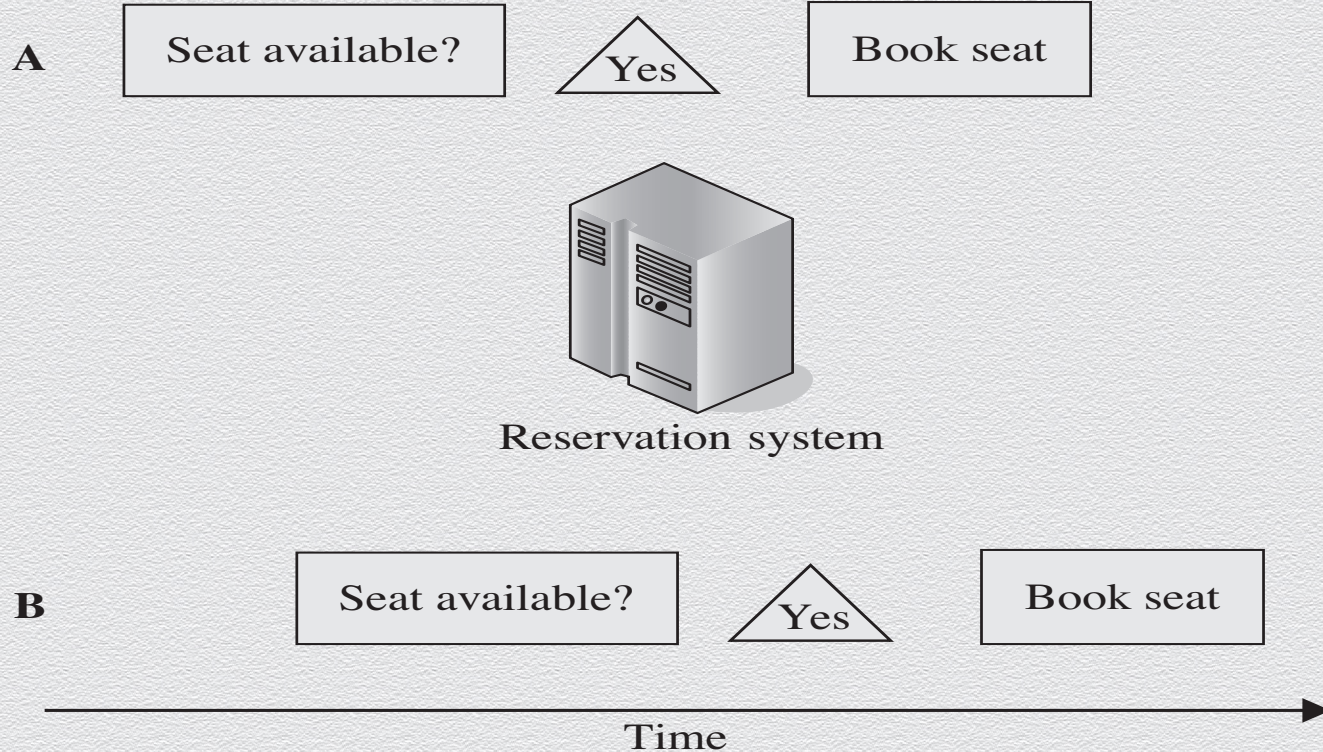 A
Seat available?
Yes
Book seat
Reservation system
B
Seat available?
Yes
Book seat
Time